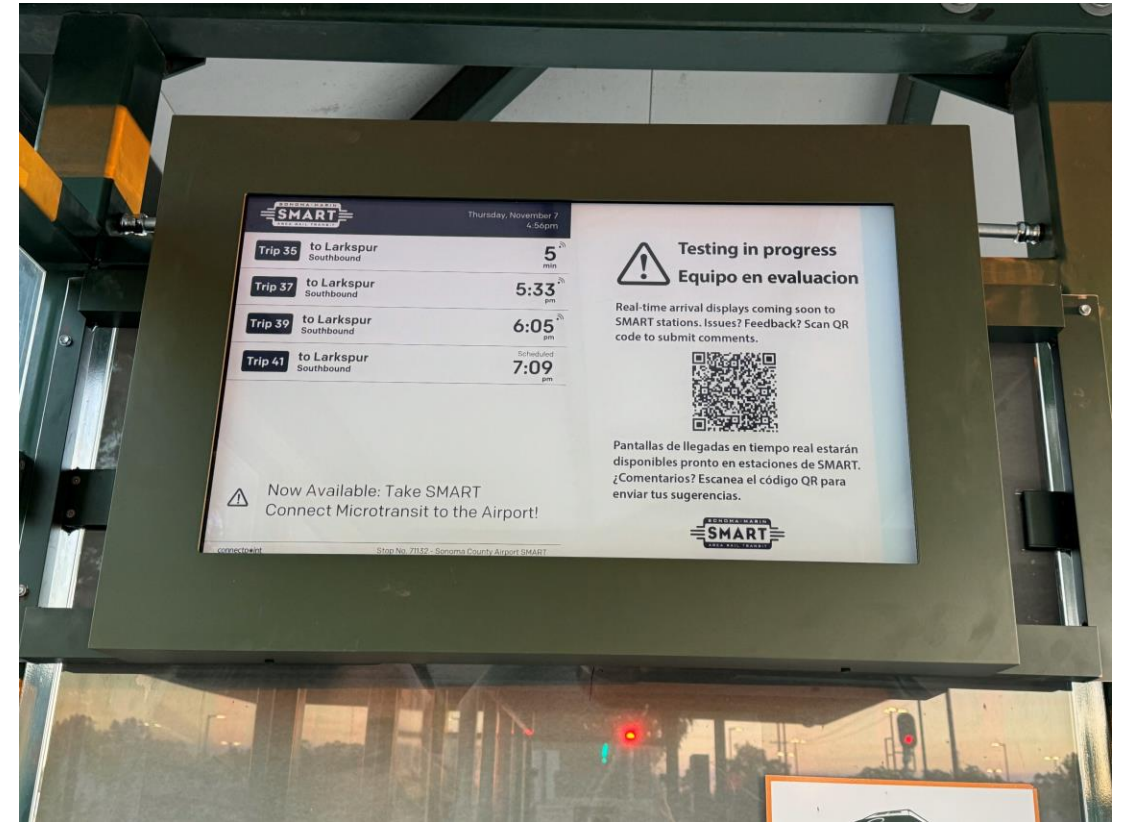 SONOMA-MARIN
SMART
AREA RAIL TRANSIT
Thursday, November 7
4:56pm
Trip 35 to Larkspur
Southbound
5
min
Trip 37 to Larkspur
Southbound
5:33
pm
Trip 39 to Larkspur
Southbound
6:05
pm
Trip 41 to Larkspur
Southbound
Scheduled
7:09
pm
Now Available: Take SMART
Connect Microtransit to the Airport!
connectpoint
Stop No. 71132 - Sonoma County Airport SMART
Testing in progress
Equipo en evaluacion
Real-time arrival displays coming soon to
SMART stations. Issues? Feedback? Scan QR
code to submit comments.
Pantallas de llegadas en tiempo real estarán
disponibles pronto en estaciones de SMART.
¿Comentarios? Escanea el código QR para
enviar tus sugerencias.
SONOMA-MARIN
SMART
AREA RAIL TRANSIT